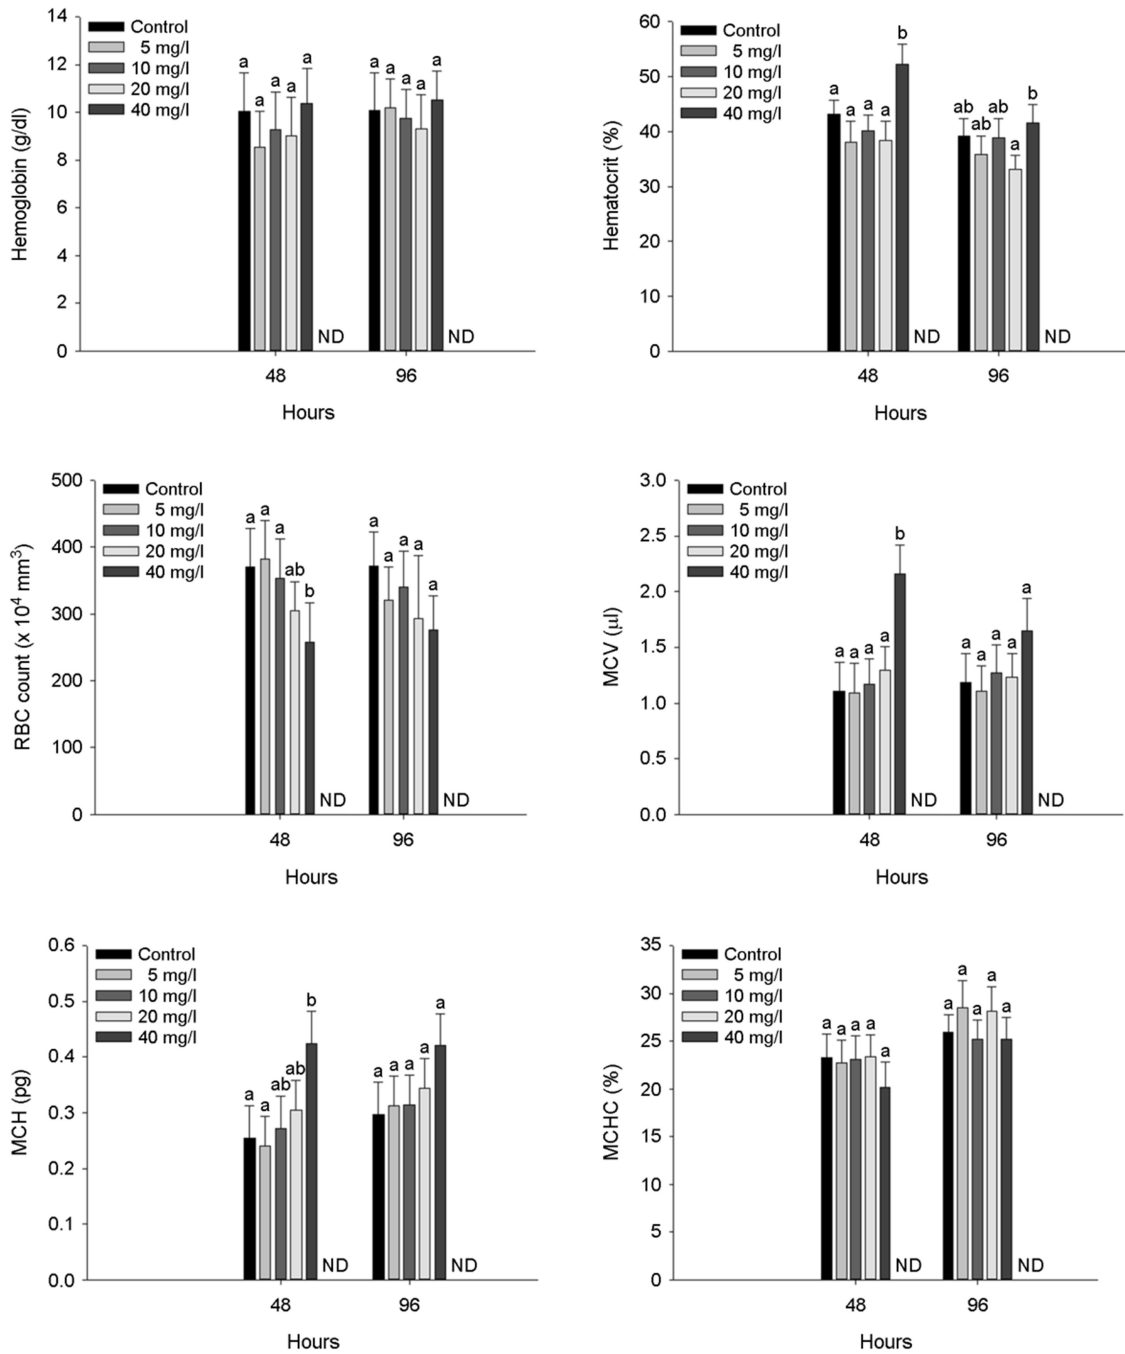 14
12
10
8
6
4
2
0
Hemoglobin (g/dl)
Control
5 mg/l
10 mg/l
20 mg/l
40 mg/l
a a a a a
a a a a a
ND ND
48 96
Hours
60
50
40
30
20
10
0
Hematocrit (%)
Control
5 mg/l
10 mg/l
20 mg/l
40 mg/l
a a a a b
ab ab ab a b
ND ND
48 96
Hours
500
400
300
200
100
0
RBC count (x 10⁴ mm³)
Control
5 mg/l
10 mg/l
20 mg/l
40 mg/l
a a a ab b
a a a a a
ND ND
48 96
Hours
3.0
2.5
2.0
1.5
1.0
0.5
0.0
MCV (µl)
Control
5 mg/l
10 mg/l
20 mg/l
40 mg/l
a a a a b
a a a a a
ND ND
48 96
Hours
0.6
0.5
0.4
0.3
0.2
0.1
0.0
MCH (pg)
Control
5 mg/l
10 mg/l
20 mg/l
40 mg/l
a a ab ab b
a a a a a
ND ND
48 96
Hours
35
30
25
20
15
10
5
0
MCHC (%)
Control
5 mg/l
10 mg/l
20 mg/l
40 mg/l
a a a a a
a a a a a
ND ND
48 96
Hours